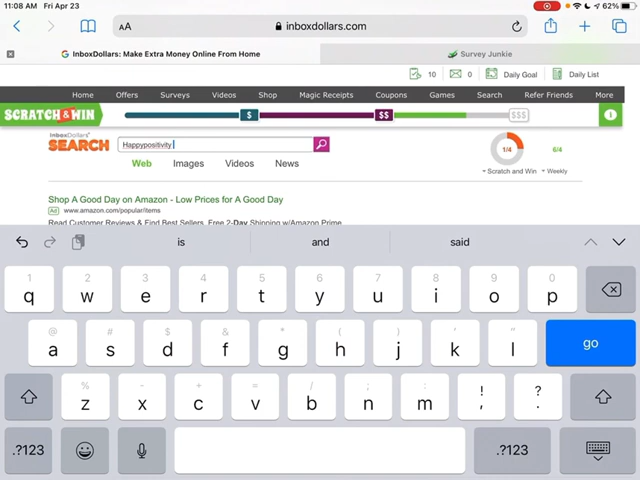 11:08 AM Fri Apr 23 62%
AA inboxdollars.com
G InboxDollars: Make Extra Money Online From Home Survey Junkie
10 0 Daily Goal Daily List
Home Offers Surveys Videos Shop Magic Receipts Coupons Games Search Refer Friends More
SCRATCH & WIN $ $$ $$$
InboxDollars®
SEARCH Happypositivity 1/4 6/4
Web Images Videos News Scratch and Win Weekly
Shop A Good Day on Amazon - Low Prices for A Good Day
Ad www.amazon.com/popular/items
Read Customer Reviews & Find Best Sellers. Free 2-Day Shipping w/Amazon Prime.
is and said
1 2 3 4 5 6 7 8 9 0
q w e r t y u i o p
@ # $ & * ( ) ' "
a s d f g h j k l go
% - + = / ; : ! ?
z x c v b n m , .
.?123 .?123